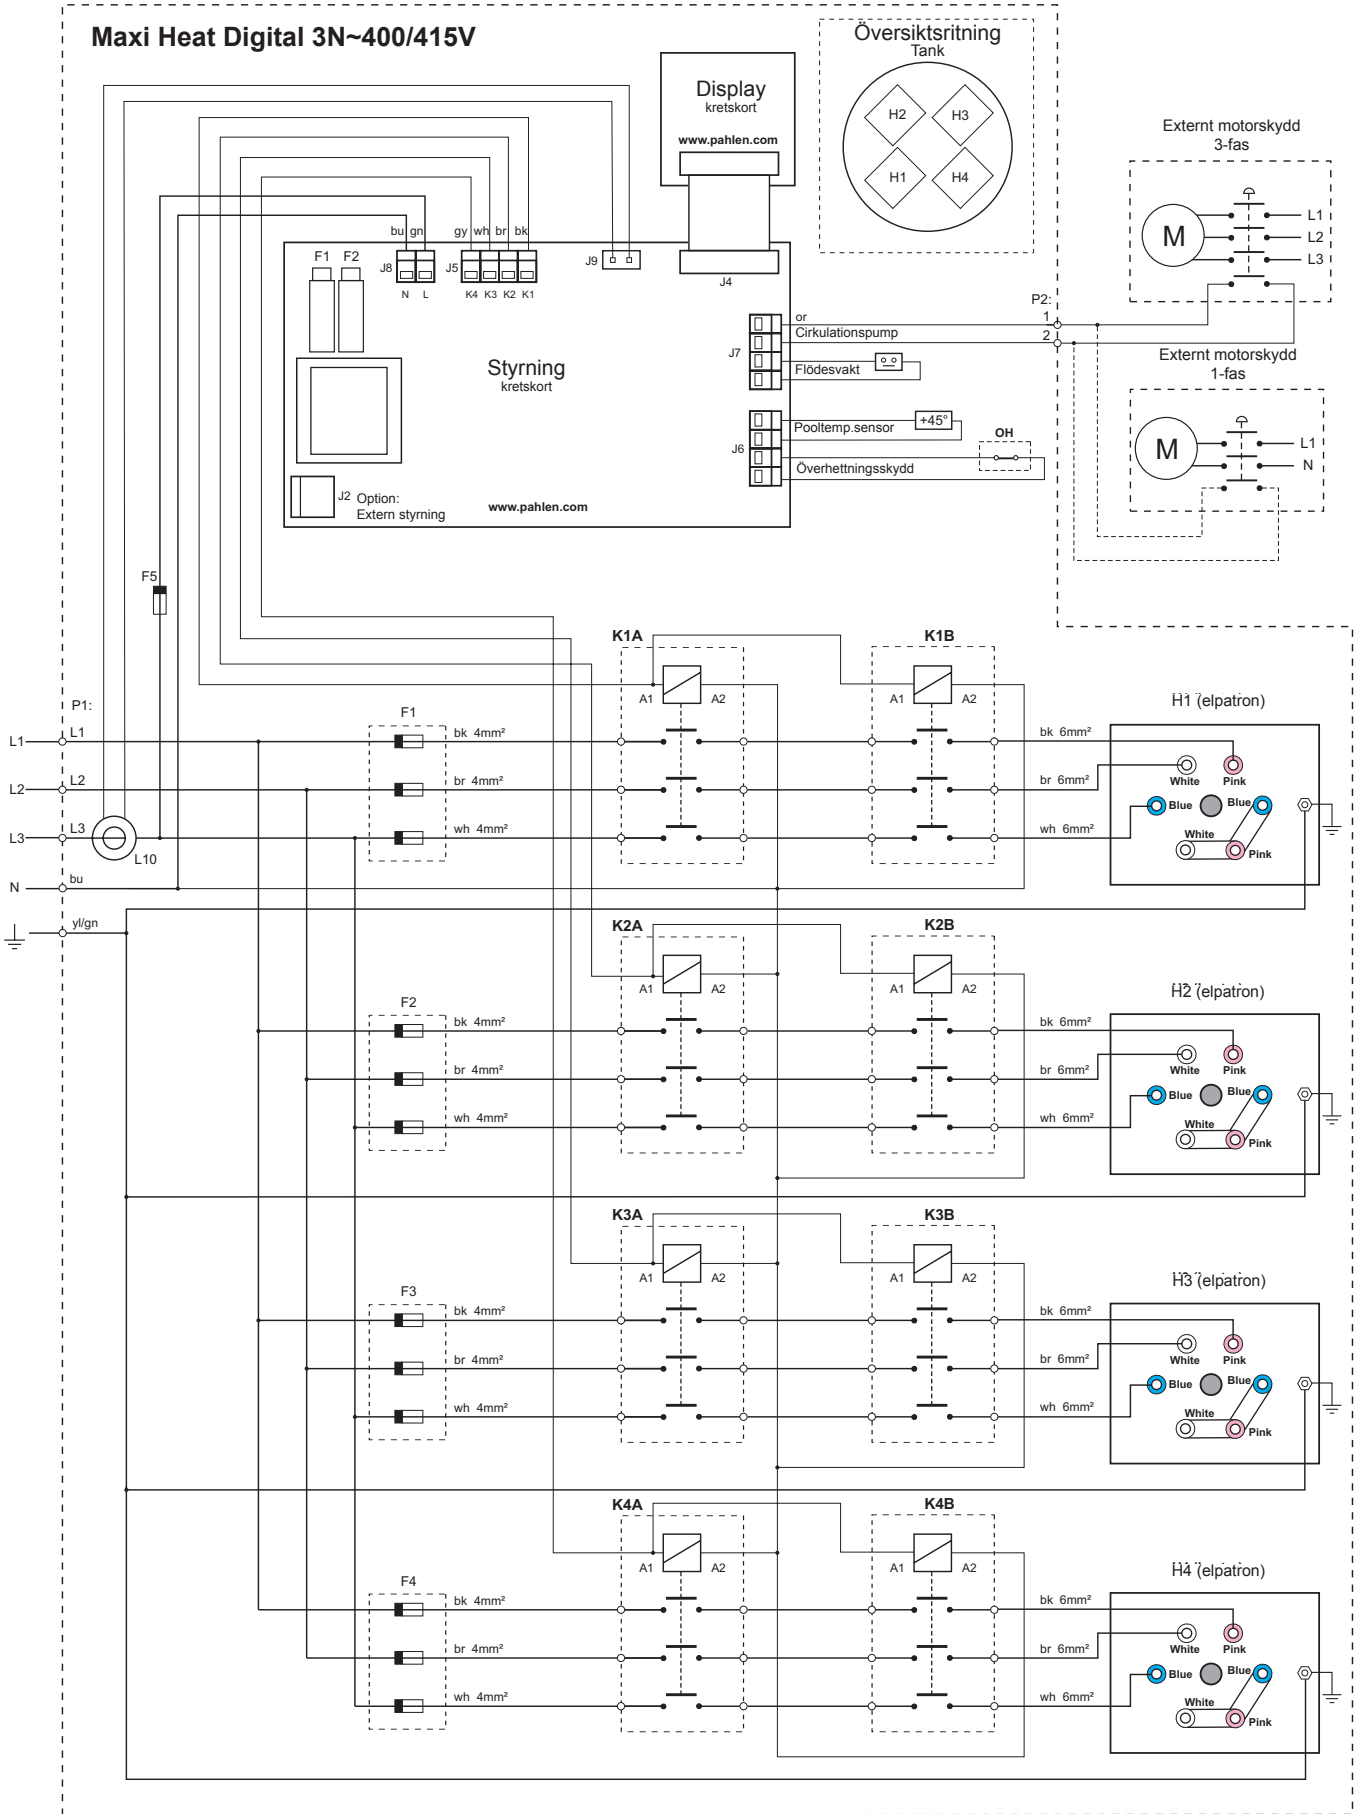 Maxi Heat Digital 3N~400/415V
Översiktsritning
Tank
H2
H3
H1
H4
Display
kretskort
www.pahlen.com
Externt motorskydd
3-fas
M
L1
L2
L3
bu gn
gy wh br bk
F1 F2
J8
N L
J5
K4 K3 K2 K1
J9
J4
P2:
1
2
or
Cirkulationpump
J7
Flödesvakt
Styrning
kretskort
Externt motorskydd
1-fas
M
L1
N
Pooltemp.sensor
+45°
J6
OH
Överhettningsskydd
J2 Option:
Extern styrning
www.pahlen.com
F5
K1A
K1B
A1 A2
A1 A2
H1 (elpatron)
P1:
F1
L1
L1
bk 4mm²
bk 6mm²
L2
L2
br 4mm²
br 6mm²
White
Pink
Blue
Blue
L3
L3
L10
wh 4mm²
wh 6mm²
White
Pink
N
bu
yl/gn
K2A
K2B
A1 A2
A1 A2
H2 (elpatron)
F2
bk 4mm²
bk 6mm²
br 4mm²
br 6mm²
White
Pink
Blue
Blue
wh 4mm²
wh 6mm²
White
Pink
K3A
K3B
A1 A2
A1 A2
H3 (elpatron)
F3
bk 4mm²
bk 6mm²
br 4mm²
br 6mm²
White
Pink
Blue
Blue
wh 4mm²
wh 6mm²
White
Pink
K4A
K4B
A1 A2
A1 A2
H4 (elpatron)
F4
bk 4mm²
bk 6mm²
br 4mm²
br 6mm²
White
Pink
Blue
Blue
wh 4mm²
wh 6mm²
White
Pink